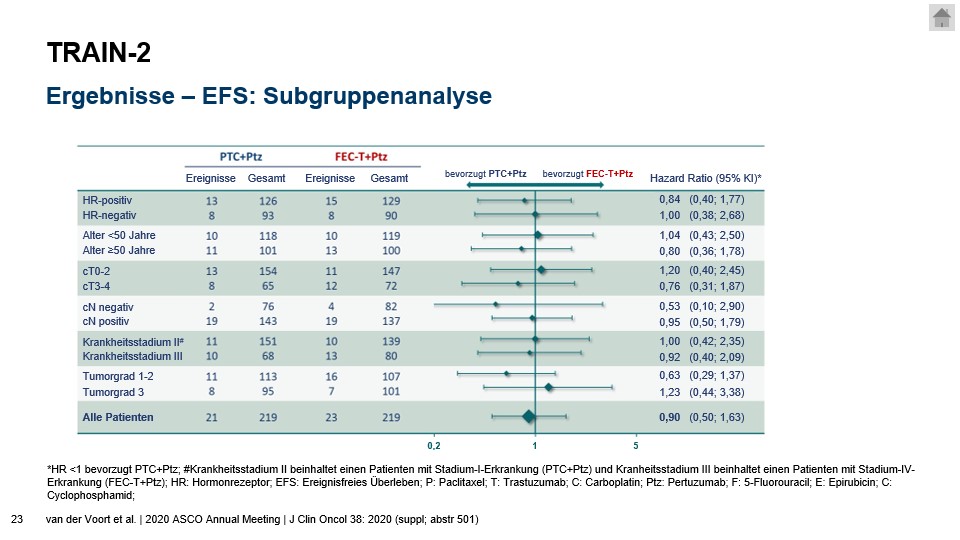 TRAIN-2
Ergebnisse – EFS: Subgruppenanalyse
PTC+Ptz FEC-T+Ptz
Ereignisse Gesamt Ereignisse Gesamt bevorzugt PTC+Ptz bevorzugt FEC-T+Ptz Hazard Ratio (95% KI)*
HR-positiv 13 126 15 129 0,84 (0,40; 1,77)
HR-negativ 8 93 8 90 1,00 (0,38; 2,68)
Alter <50 Jahre 10 118 10 119 1,04 (0,43; 2,50)
Alter ≥50 Jahre 11 101 13 100 0,80 (0,36; 1,78)
cT0-2 13 154 11 147 1,20 (0,40; 2,45)
cT3-4 8 65 12 72 0,76 (0,31; 1,87)
cN negativ 2 76 4 82 0,53 (0,10; 2,90)
cN positiv 19 143 19 137 0,95 (0,50; 1,79)
Krankheitsstadium II# 11 151 10 139 1,00 (0,42; 2,35)
Krankheitsstadium III 10 68 13 80 0,92 (0,40; 2,09)
Tumorgrad 1-2 11 113 16 107 0,63 (0,29; 1,37)
Tumorgrad 3 8 95 7 101 1,23 (0,44; 3,38)
Alle Patienten 21 219 23 219 0,90 (0,50; 1,63)
0,2 1 5
*HR <1 bevorzugt PTC+Ptz; #Krankheitsstadium II beinhaltet einen Patienten mit Stadium-I-Erkrankung (PTC+Ptz) und Kranheitsstadium III beinhaltet einen Patienten mit Stadium-IV-
Erkrankung (FEC-T+Ptz); HR: Hormonrezeptor; EFS: Ereignisfreies Überleben; P: Paclitaxel; T: Trastuzumab; C: Carboplatin; Ptz: Pertuzumab; F: 5-Fluorouracil; E: Epirubicin; C:
Cyclophosphamid;
23 van der Voort et al. | 2020 ASCO Annual Meeting | J Clin Oncol 38: 2020 (suppl; abstr 501)